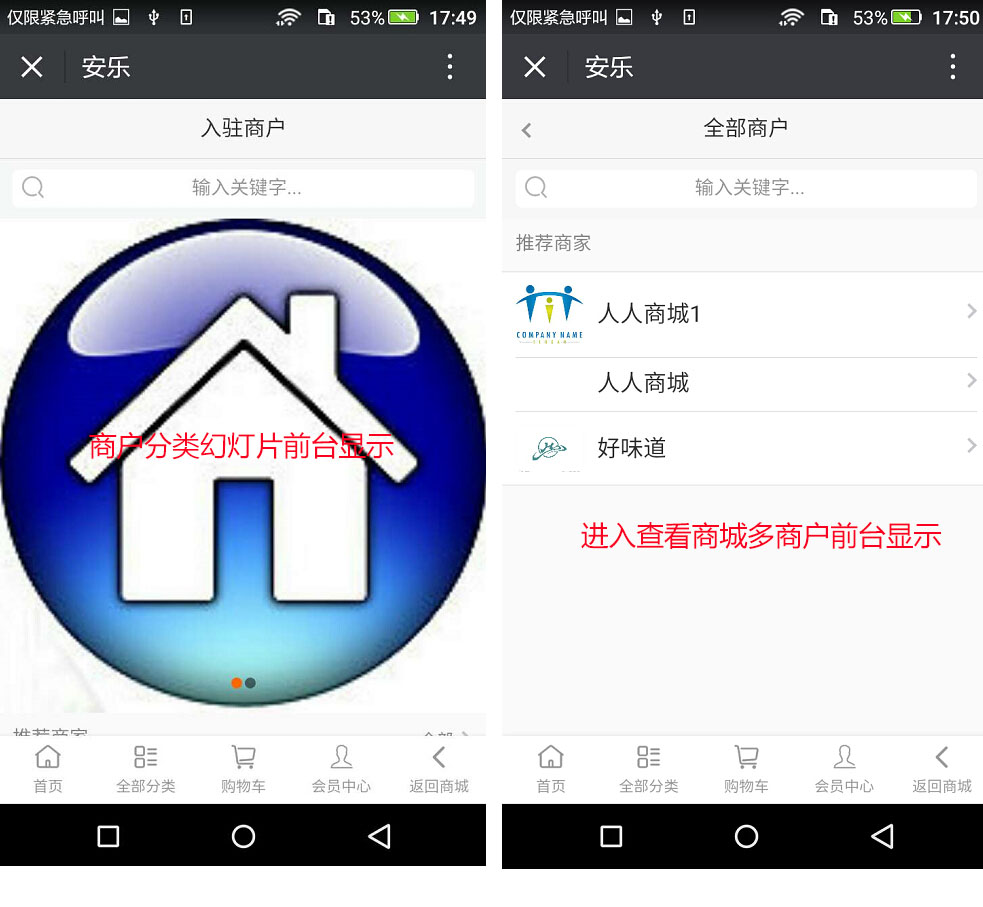 仅限紧急呼叫 53% 17:49
安乐
入驻商户
输入关键字...
商户分类幻灯片前台显示
推荐商家 全部
首页 全部分类 购物车 会员中心 返回商城
仅限紧急呼叫 53% 17:50
安乐
全部商户
输入关键字...
推荐商家
COMPANY NAME
人人商城1
人人商城
好味道
进入查看商城多商户前台显示
首页 全部分类 购物车 会员中心 返回商城